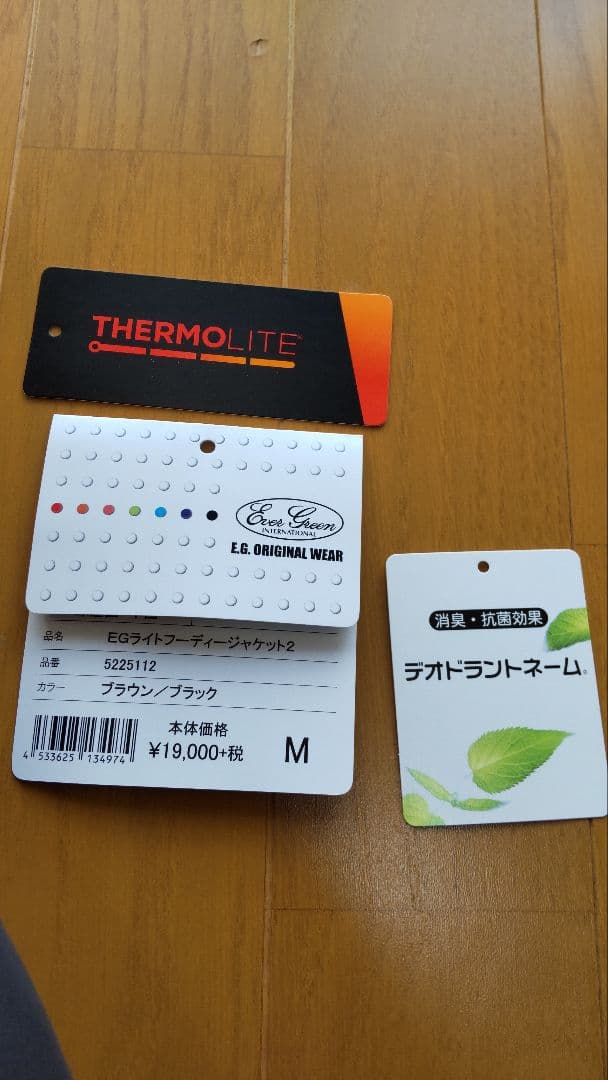 THERMOLITE™
Ever Green
INTERNATIONAL
E.G. ORIGINAL WEAR
品名 EGライトフーディージャケット2
品番 5225112
カラー ブラウン／ブラック
本体価格
¥19,000+税
M
4 533625 134974
消臭・抗菌効果
デオドラントネーム®